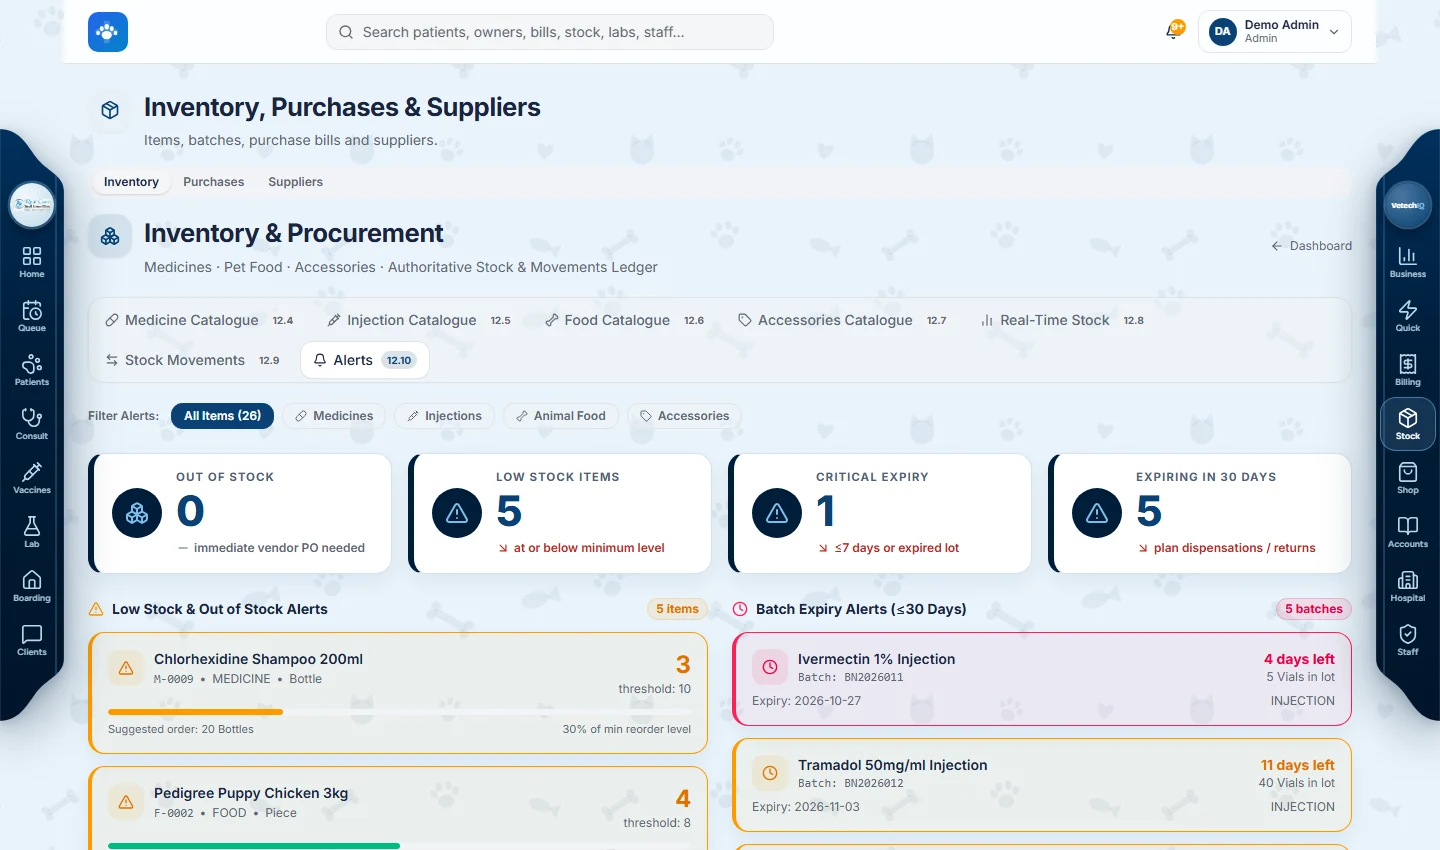 Search patients, owners, bills, stock, labs, staff...
9+
DA
Demo Admin
Admin
Inventory, Purchases & Suppliers
Items, batches, purchase bills and suppliers.
Inventory
Purchases
Suppliers
Inventory & Procurement
Medicines · Pet Food · Accessories · Authoritative Stock & Movements Ledger
Dashboard
Medicine Catalogue 12.4
Injection Catalogue 12.5
Food Catalogue 12.6
Accessories Catalogue 12.7
Real-Time Stock 12.8
Stock Movements 12.9
Alerts 12.10
Filter Alerts:
All Items (26)
Medicines
Injections
Animal Food
Accessories
OUT OF STOCK
0
immediate vendor PO needed
LOW STOCK ITEMS
5
at or below minimum level
CRITICAL EXPIRY
1
≤7 days or expired lot
EXPIRING IN 30 DAYS
5
plan dispensations / returns
Low Stock & Out of Stock Alerts
5 items
Chlorhexidine Shampoo 200ml
3
M-0009 • MEDICINE • Bottle
threshold: 10
Suggested order: 20 Bottles
30% of min reorder level
Pedigree Puppy Chicken 3kg
4
F-0002 • FOOD • Piece
threshold: 8
Batch Expiry Alerts (≤30 Days)
5 batches
Ivermectin 1% Injection
4 days left
Batch: BN2026011
5 Vials in lot
Expiry: 2026-10-27
INJECTION
Tramadol 50mg/ml Injection
11 days left
Batch: BN2026012
40 Vials in lot
Expiry: 2026-11-03
INJECTION
Home
Queue
Patients
Consult
Vaccines
Lab
Boarding
Clients
VetechIQ
Business
Quick
Billing
Stock
Shop
Accounts
Hospital
Staff